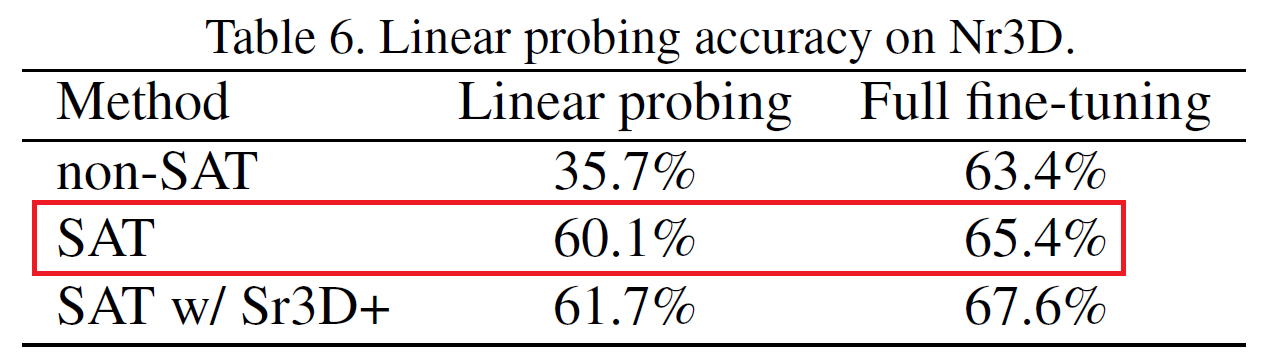 Table 6. Linear probing accuracy on Nr3D.
Method Linear probing Full fine-tuning
non-SAT 35.7% 63.4%
SAT 60.1% 65.4%
SAT w/ Sr3D+ 61.7% 67.6%